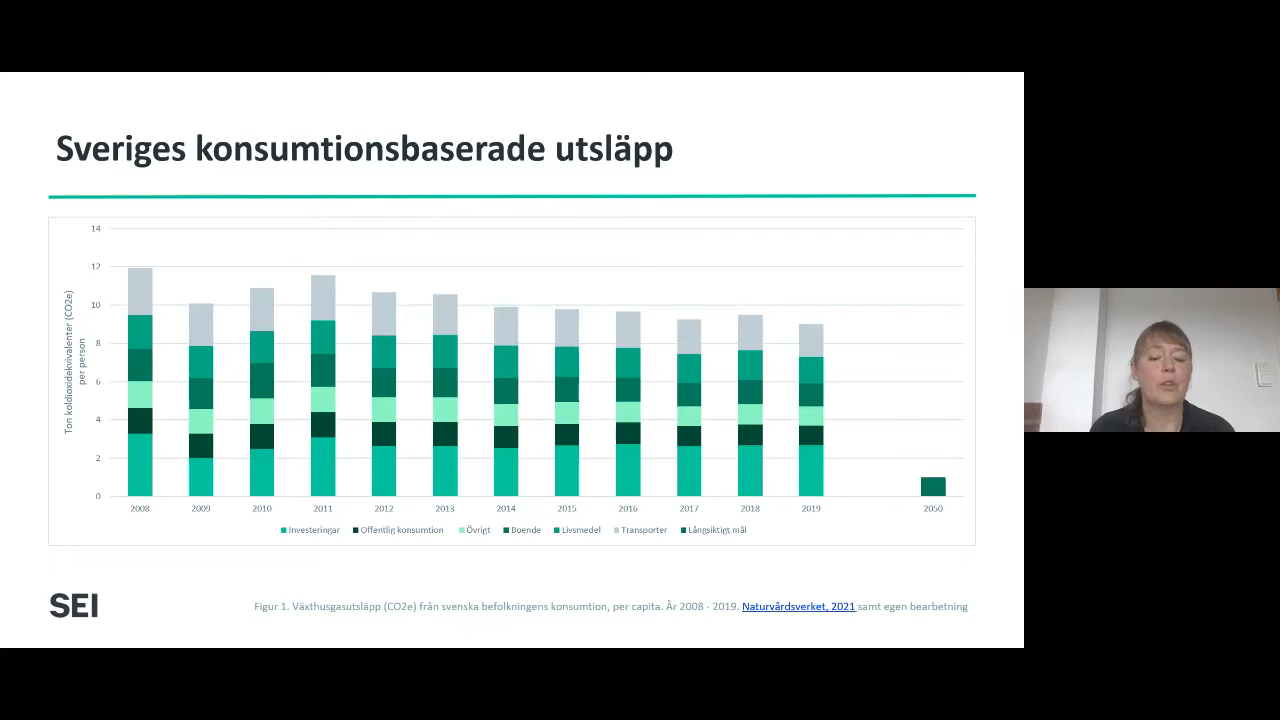 Sveriges konsumtionsbaserade utsläpp
Ton koldioxidekvivalenter (CO2e)
per person
14
12
10
8
6
4
2
0
2008 2009 2010 2011 2012 2013 2014 2015 2016 2017 2018 2019 2050
Investeringar Offentlig konsumtion Övrigt Boende Livsmedel Transporter Långsiktigt mål
SEI
Figur 1. Växthusgasutsläpp (CO2e) från svenska befolkningens konsumtion, per capita. År 2008 - 2019. Naturvårdsverket, 2021 samt egen bearbetning